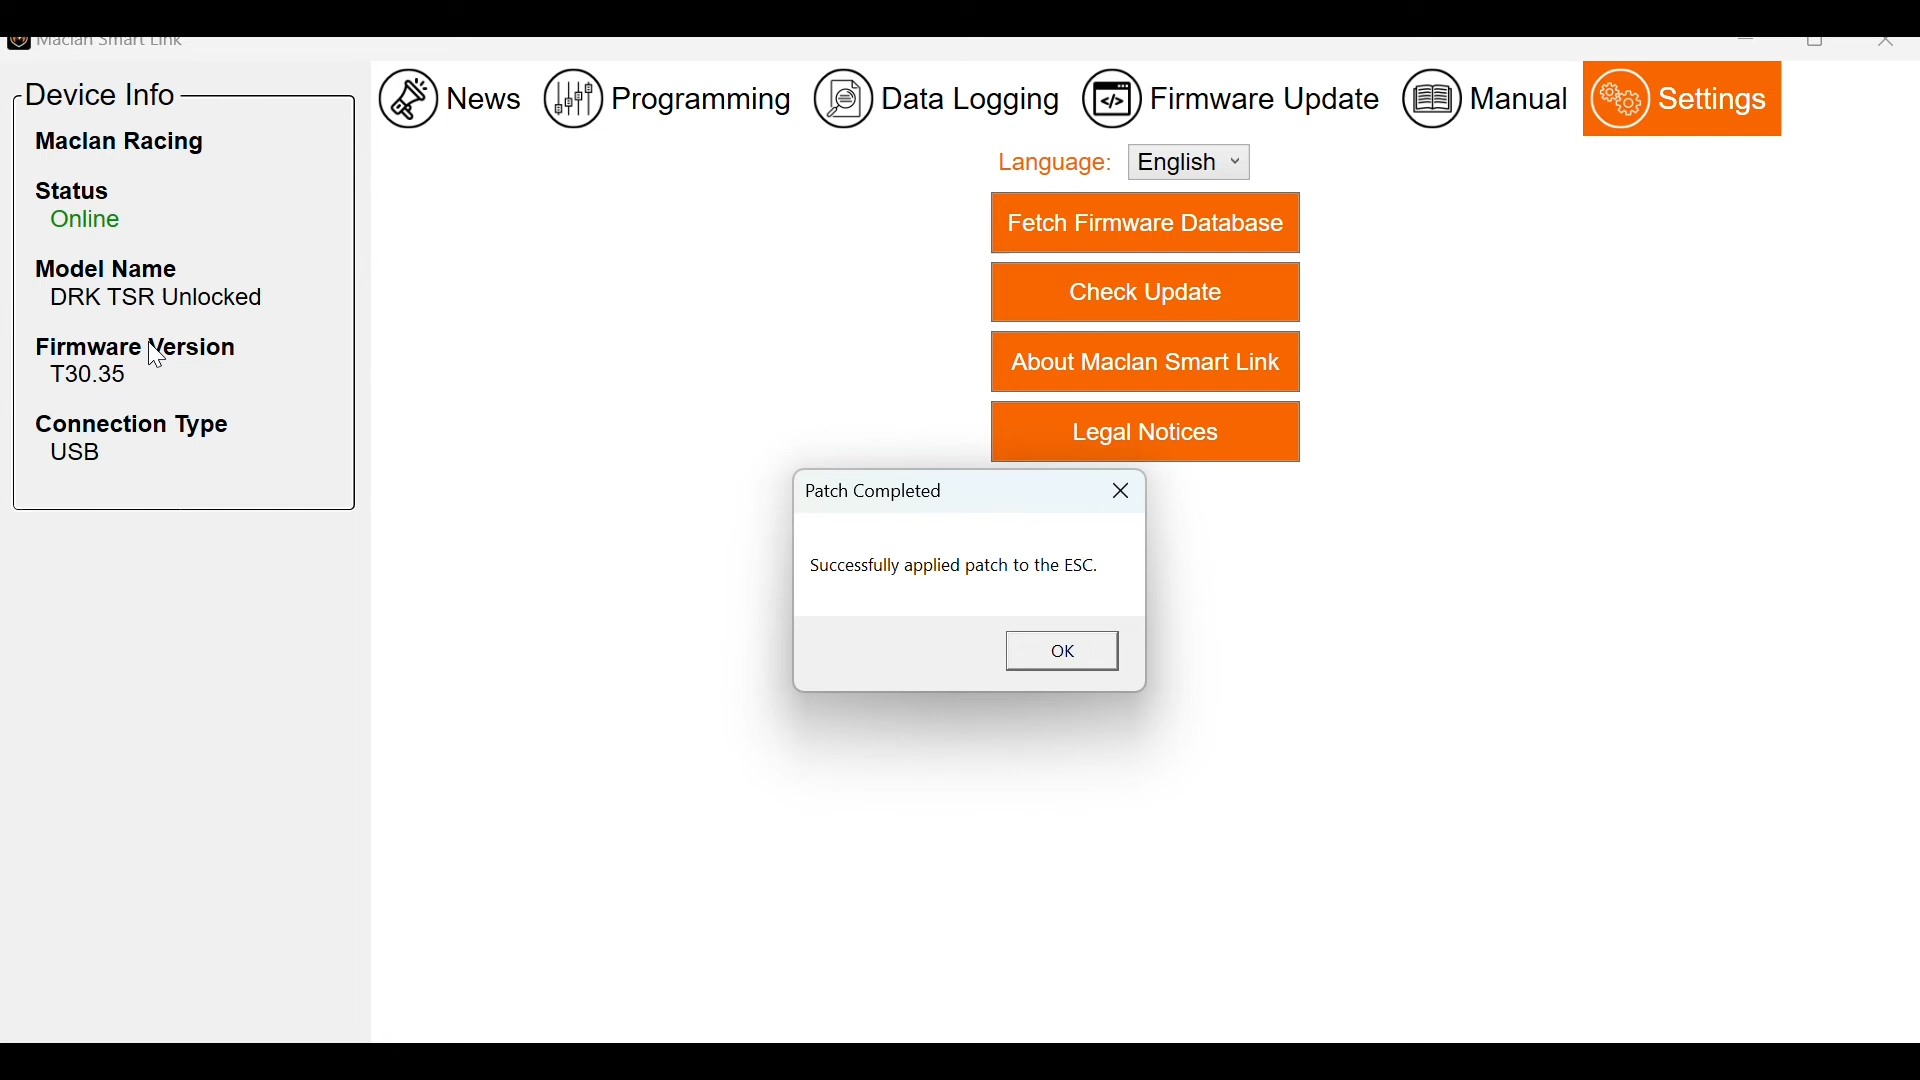 Maclan Smart Link
Device Info
Maclan Racing
Status
Online
Model Name
DRK TSR Unlocked
Firmware Version
T30.35
Connection Type
USB
News
Programming
Data Logging
Firmware Update
Manual
Settings
Language: English
Fetch Firmware Database
Check Update
About Maclan Smart Link
Legal Notices
Patch Completed
Successfully applied patch to the ESC.
OK